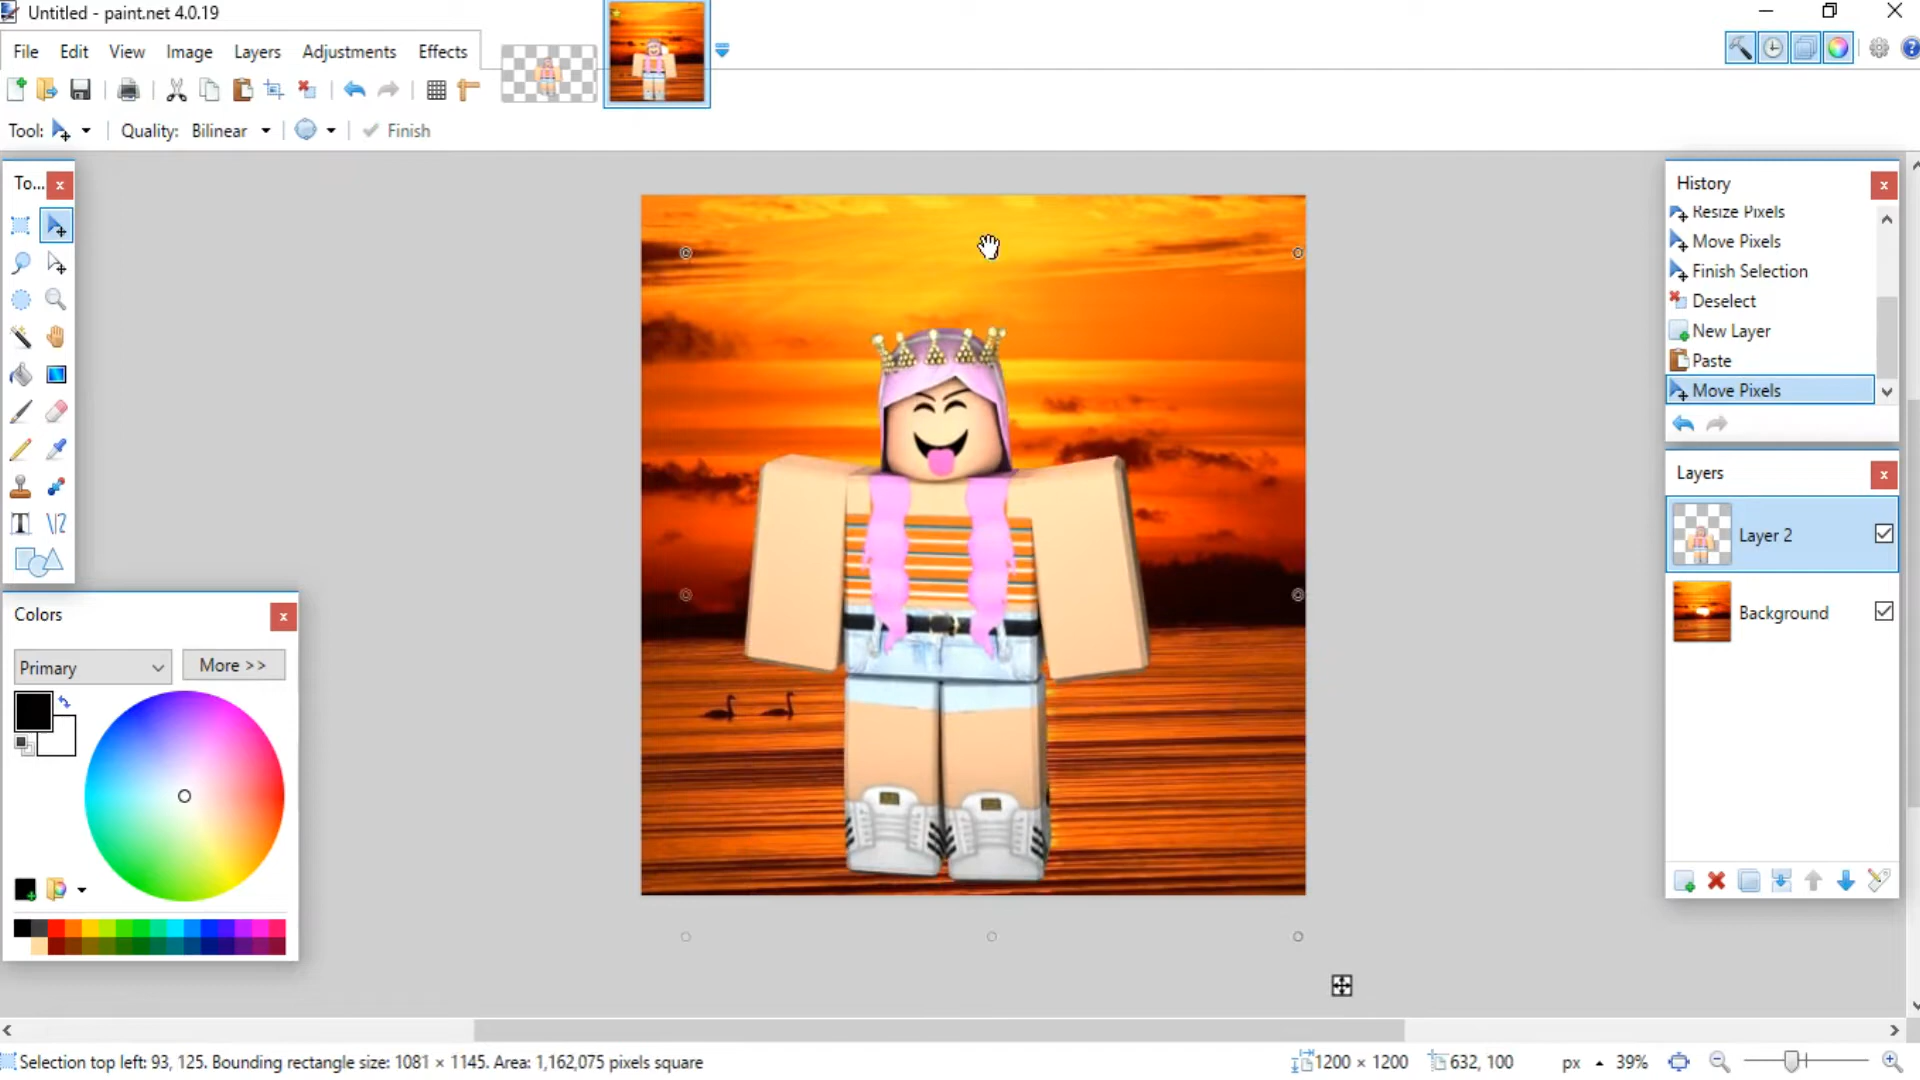 Untitled - paint.net 4.0.19
File Edit View Image Layers Adjustments Effects
Tool: Quality: Bilinear Finish
To...
Colors
Primary
More >>
History
Resize Pixels
Move Pixels
Finish Selection
Deselect
New Layer
Paste
Move Pixels
Layers
Layer 2
Background
Selection top left: 93, 125. Bounding rectangle size: 1081 × 1145. Area: 1,162,075 pixels square
1200 × 1200 632, 100 px 39%